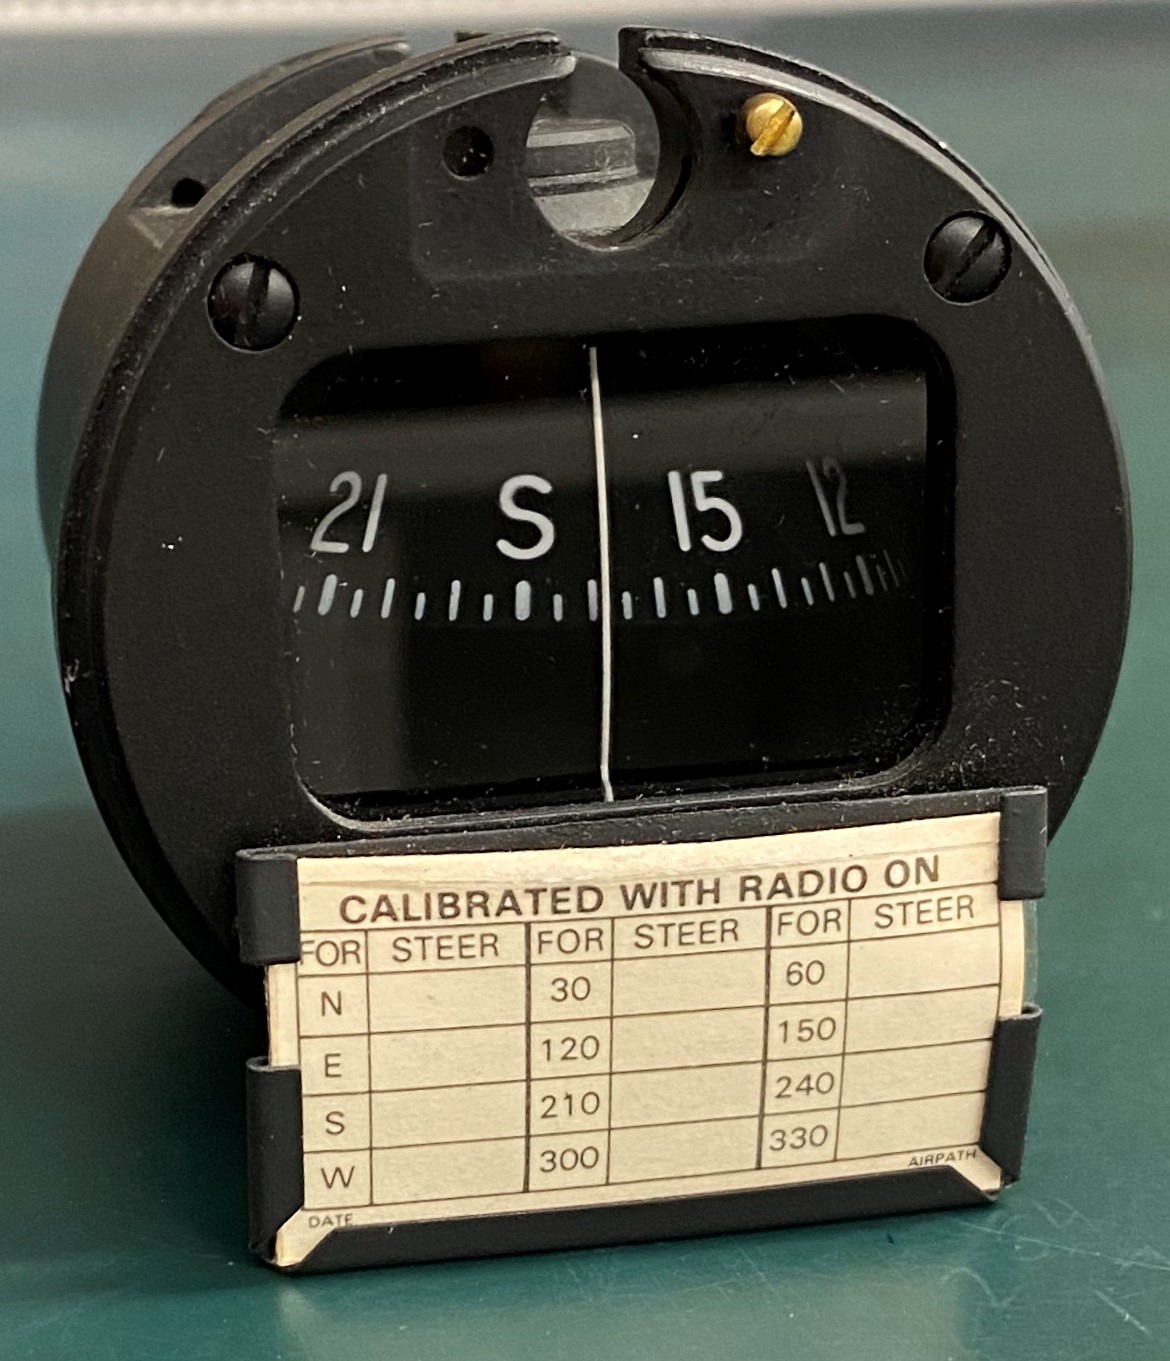 21 S 15 12
CALIBRATED WITH RADIO ON
FOR STEER FOR STEER FOR STEER
N 30 60
E 120 150
S 210 240
W 300 330
DATE AIRPATH